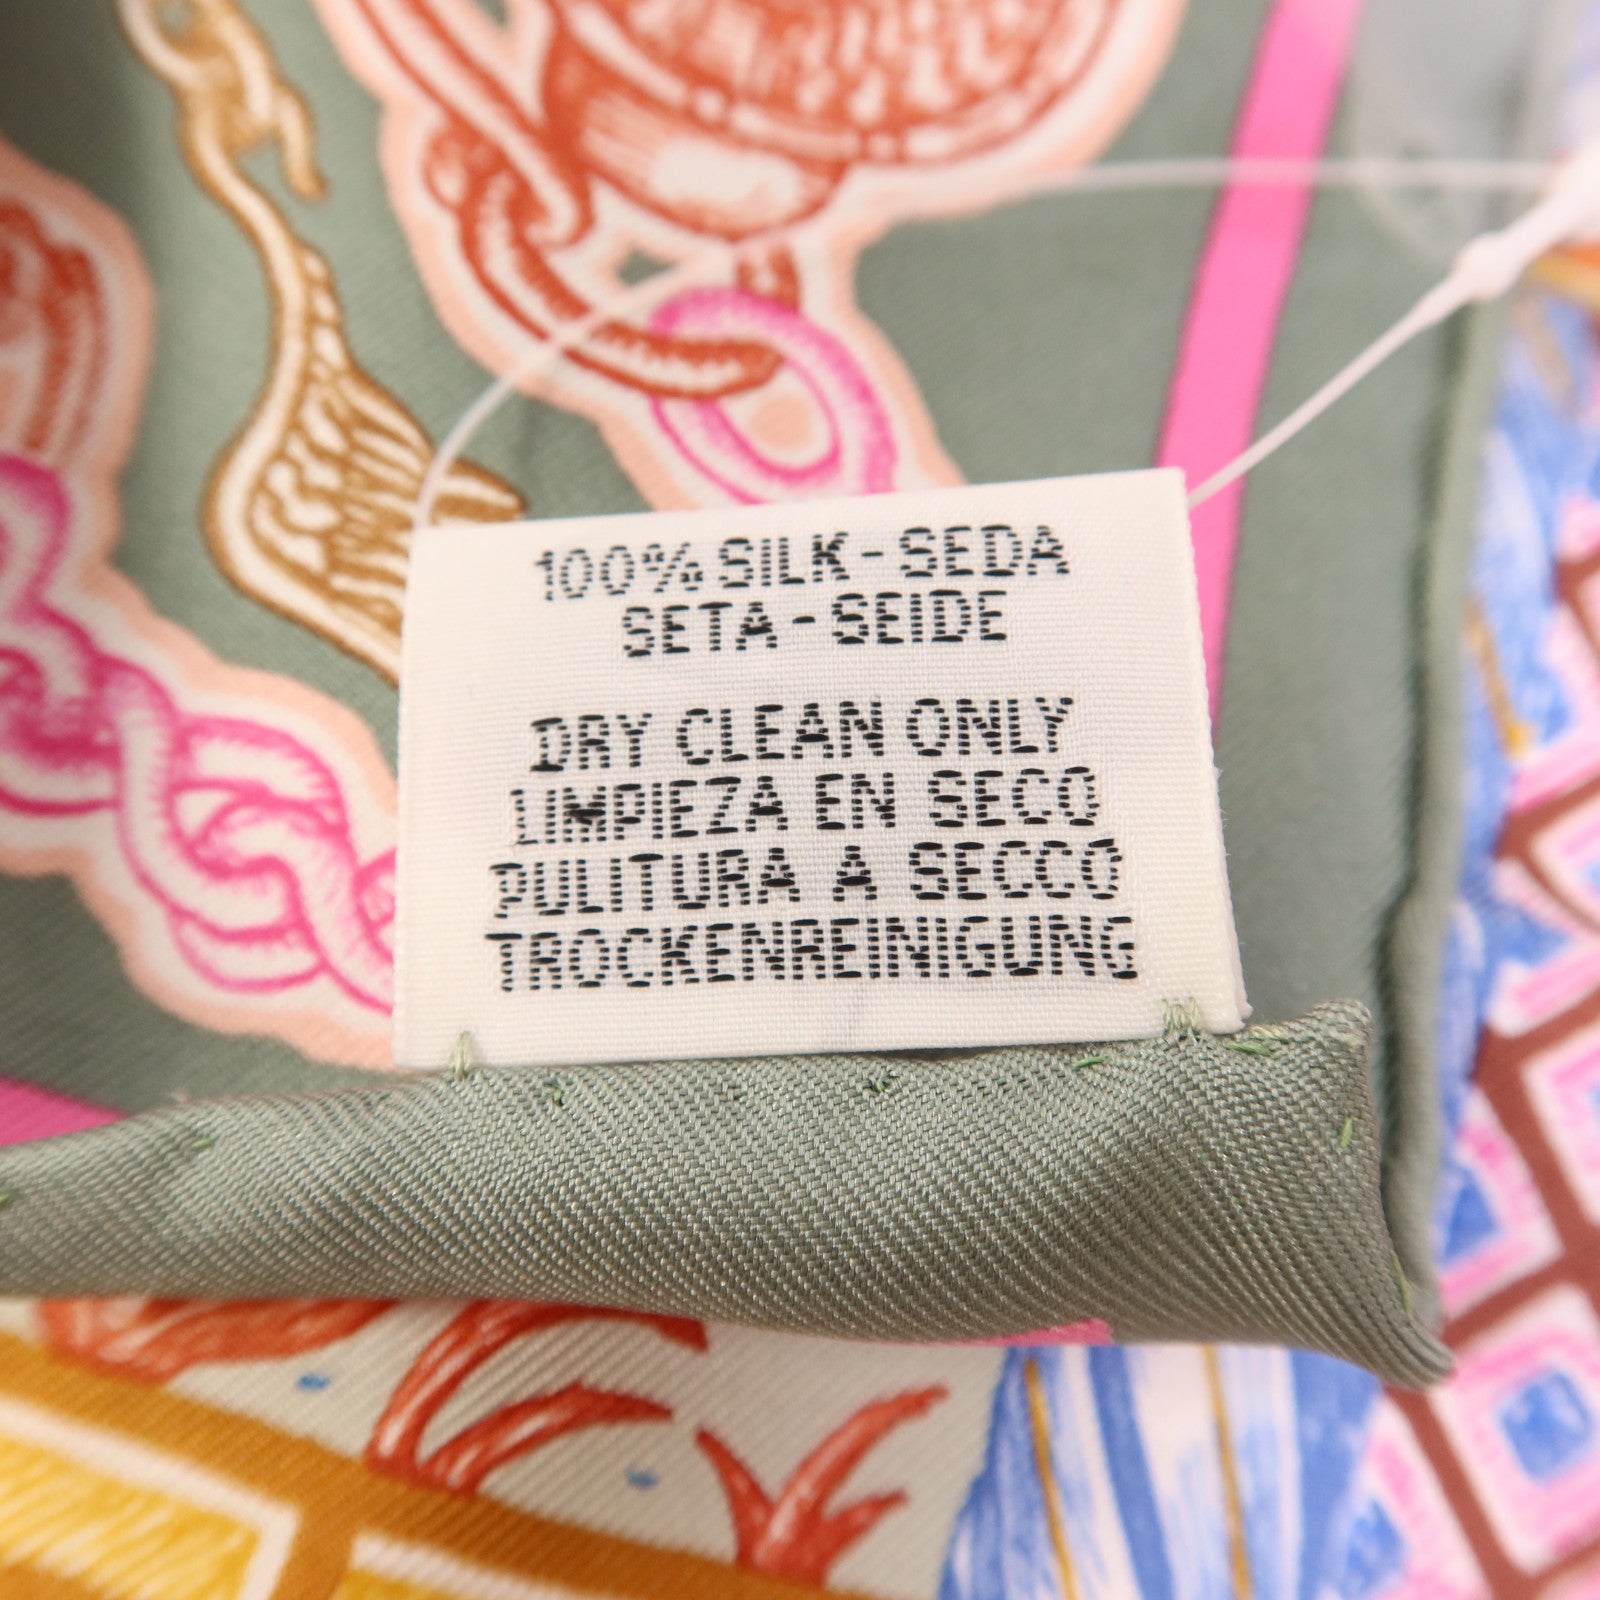 100% SILK - SEDA
SETA - SEIDE
DRY CLEAN ONLY
LIMPIEZA EN SECO
PULITURA A SECCO
TROCKENREINIGUNG